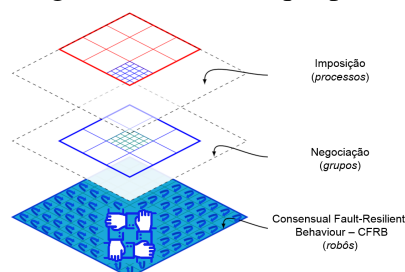 Imposição
(processos)
Negociação
(grupos)
Consensual Fault-Resilient
Behaviour – CFRB
(robôs)